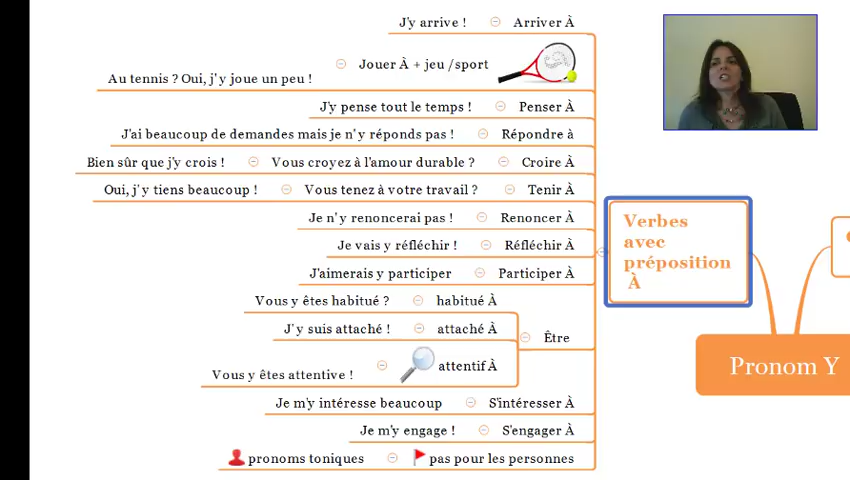 J'y arrive ! Arriver À
Jouer À + jeu /sport
Au tennis ? Oui, j' y joue un peu !
J'y pense tout le temps ! Penser À
J'ai beaucoup de demandes mais je n' y réponds pas ! Répondre à
Bien sûr que j'y crois ! Vous croyez à l'amour durable ? Croire À
Oui, j' y tiens beaucoup ! Vous tenez à votre travail ? Tenir À
Je n' y renoncerai pas ! Renoncer À
Je vais y réfléchir ! Réfléchir À
J'aimerais y participer Participer À
Vous y êtes habitué ? habitué À
J' y suis attaché ! attaché À
Être
attentif À
Vous y êtes attentive !
Je m'y intéresse beaucoup S'intéresser À
Je m'y engage ! S'engager À
pronoms toniques pas pour les personnes
Verbes
avec
préposition
À
Pronom Y